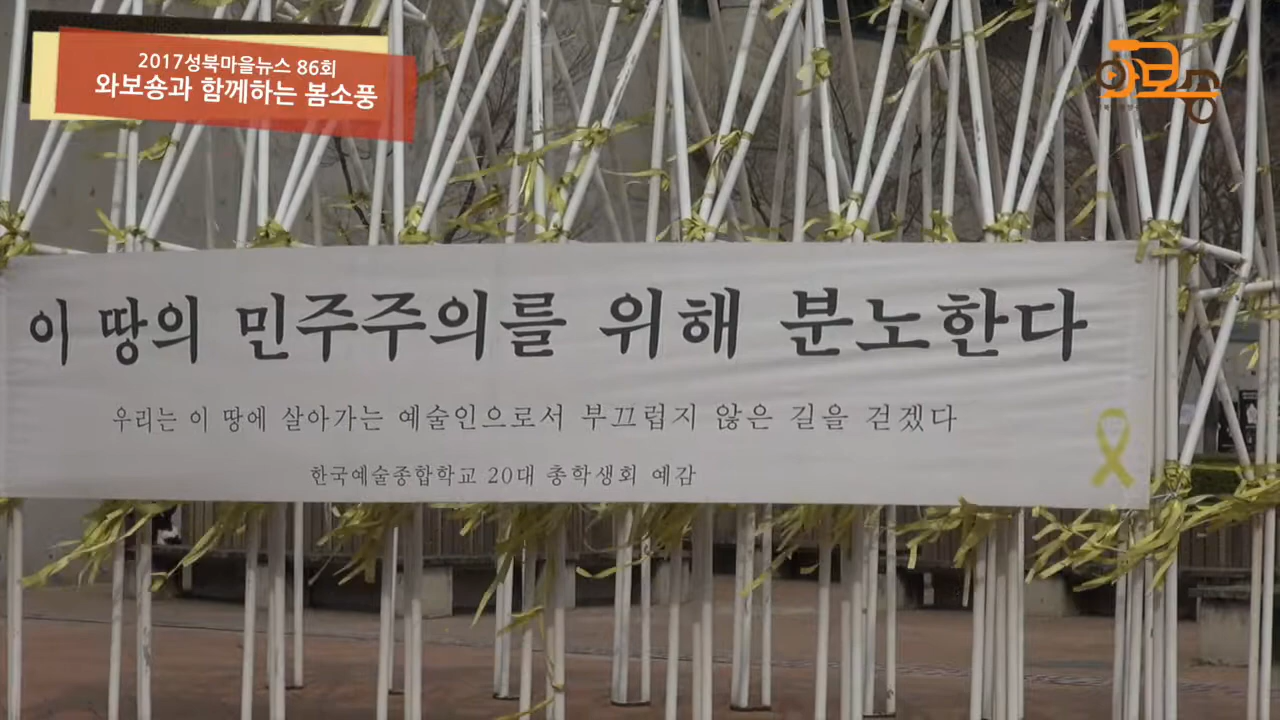 2017성북마을뉴스 86회
와보숑과 함께하는 봄소풍
와보숑
이 땅의 민주주의를 위해 분노한다
우리는 이 땅에 살아가는 예술인으로서 부끄럽지 않은 길을 걷겠다
한국예술종합학교 20대 총학생회 예감